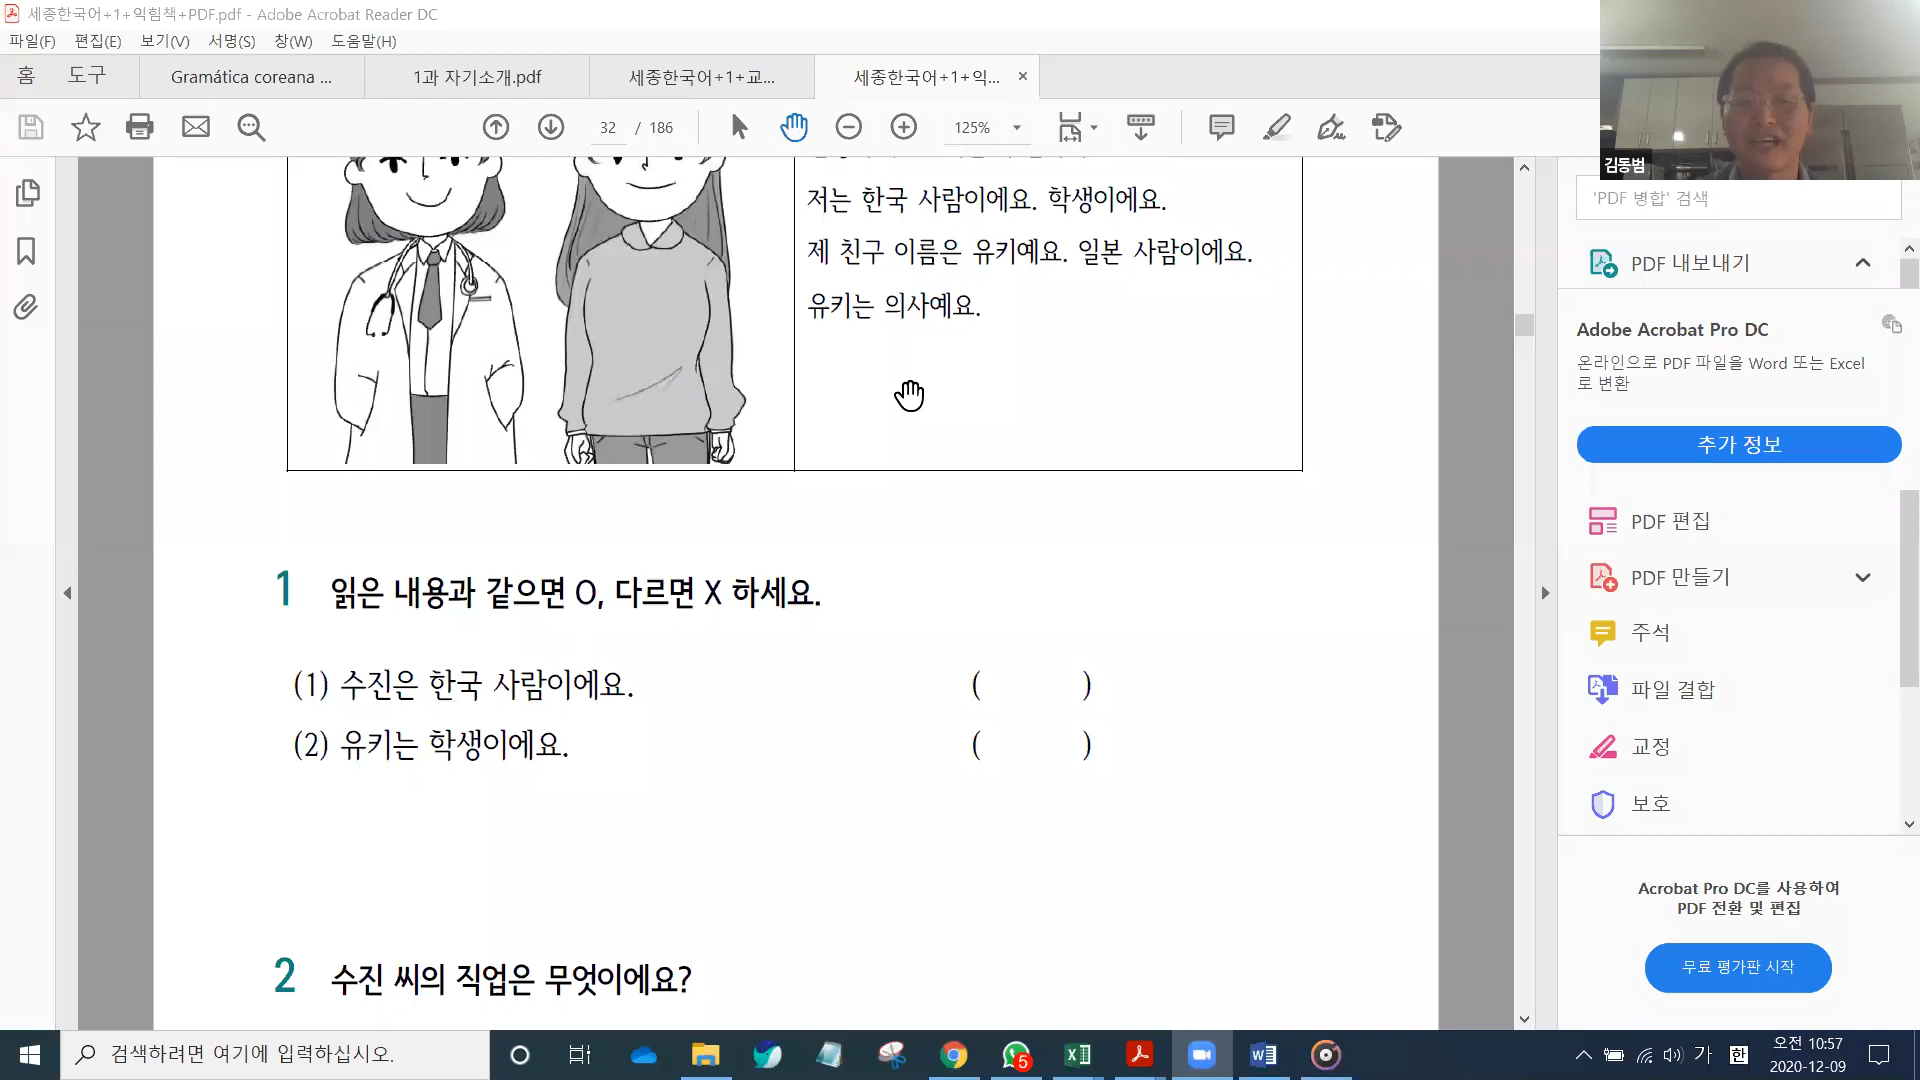 세종한국어+1+익힘책+PDF.pdf - Adobe Acrobat Reader DC
파일(F) 편집(E) 보기(V) 서명(S) 창(W) 도움말(H)
홈 도구 Gramática coreana ... 1과 자기소개.pdf 세종한국어+1+교... 세종한국어+1+익... ×
32 / 186 125%
김동범
'PDF 병합' 검색
저는 한국 사람이에요. 학생이에요.
제 친구 이름은 유키예요. 일본 사람이에요.
유키는 의사예요.
1 읽은 내용과 같으면 O, 다르면 X 하세요.
(1) 수진은 한국 사람이에요. ( )
(2) 유키는 학생이에요. ( )
2 수진 씨의 직업은 무엇이에요?
PDF 내보내기
Adobe Acrobat Pro DC
온라인으로 PDF 파일을 Word 또는 Excel
로 변환
추가 정보
PDF 편집
PDF 만들기
주석
파일 결합
교정
보호
Acrobat Pro DC를 사용하여
PDF 전환 및 편집
무료 평가판 시작
검색하려면 여기에 입력하십시오.
5
가 한
오전 10:57
2020-12-09